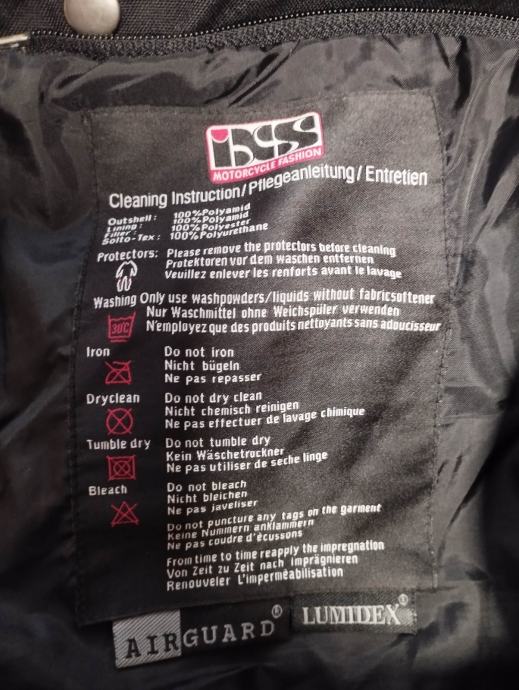 ixs
MOTORCYCLE FASHION
Cleaning Instruction / Pflegeanleitung / Entretien
Outshell: 100%Polyamid
Lining: 100%Polyamid
Filler: 100%Polyester
Solto-Tex: 100%Polyurethane
Protectors: Please remove the protectors before cleaning
Protektoren vor dem waschen entfernen
Veuillez enlever les renforts avant le lavage
Washing Only use washpowders/liquids without fabricsoftener
Nur Waschmittel ohne Weichspüler verwenden
30°C N'employez que des produits nettoyants sans adoucisseur
Iron Do not iron
Nicht bügeln
Ne pas repasser
Dryclean Do not dry clean
Nicht chemisch reinigen
Ne pas effectuer de lavage chimique
Tumble dry Do not tumble dry
Kein Wäschetrockner
Ne pas utiliser de seche linge
Bleach Do not bleach
Nicht bleichen
Ne pas javeliser
Do not puncture any tags on the garment
Keine Nummern anklammern
Ne pas coudre d'écussons
From time to time reapply the impregnation
Von Zeit zu Zeit nach imprägnieren
Renouveler L'imperméabilisation
AIRGUARD® LUMIDEX®